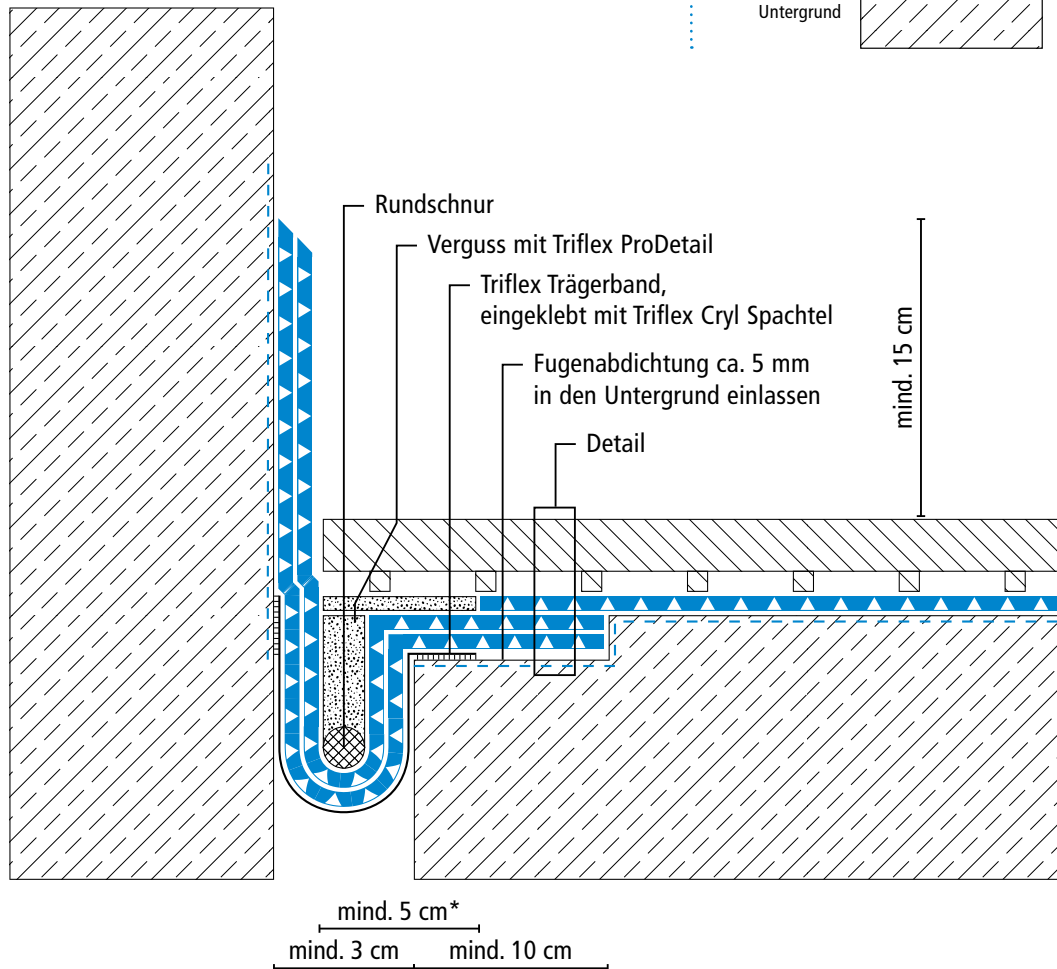 Untergrund
Rundschnur
Verguss mit Triflex ProDetail
Triflex Trägerband,
eingeklebt mit Triflex Cryl Spachtel
Fugenabdichtung ca. 5 mm
in den Untergrund einlassen
Detail
mind. 15 cm
mind. 5 cm*
mind. 3 cm
mind. 10 cm